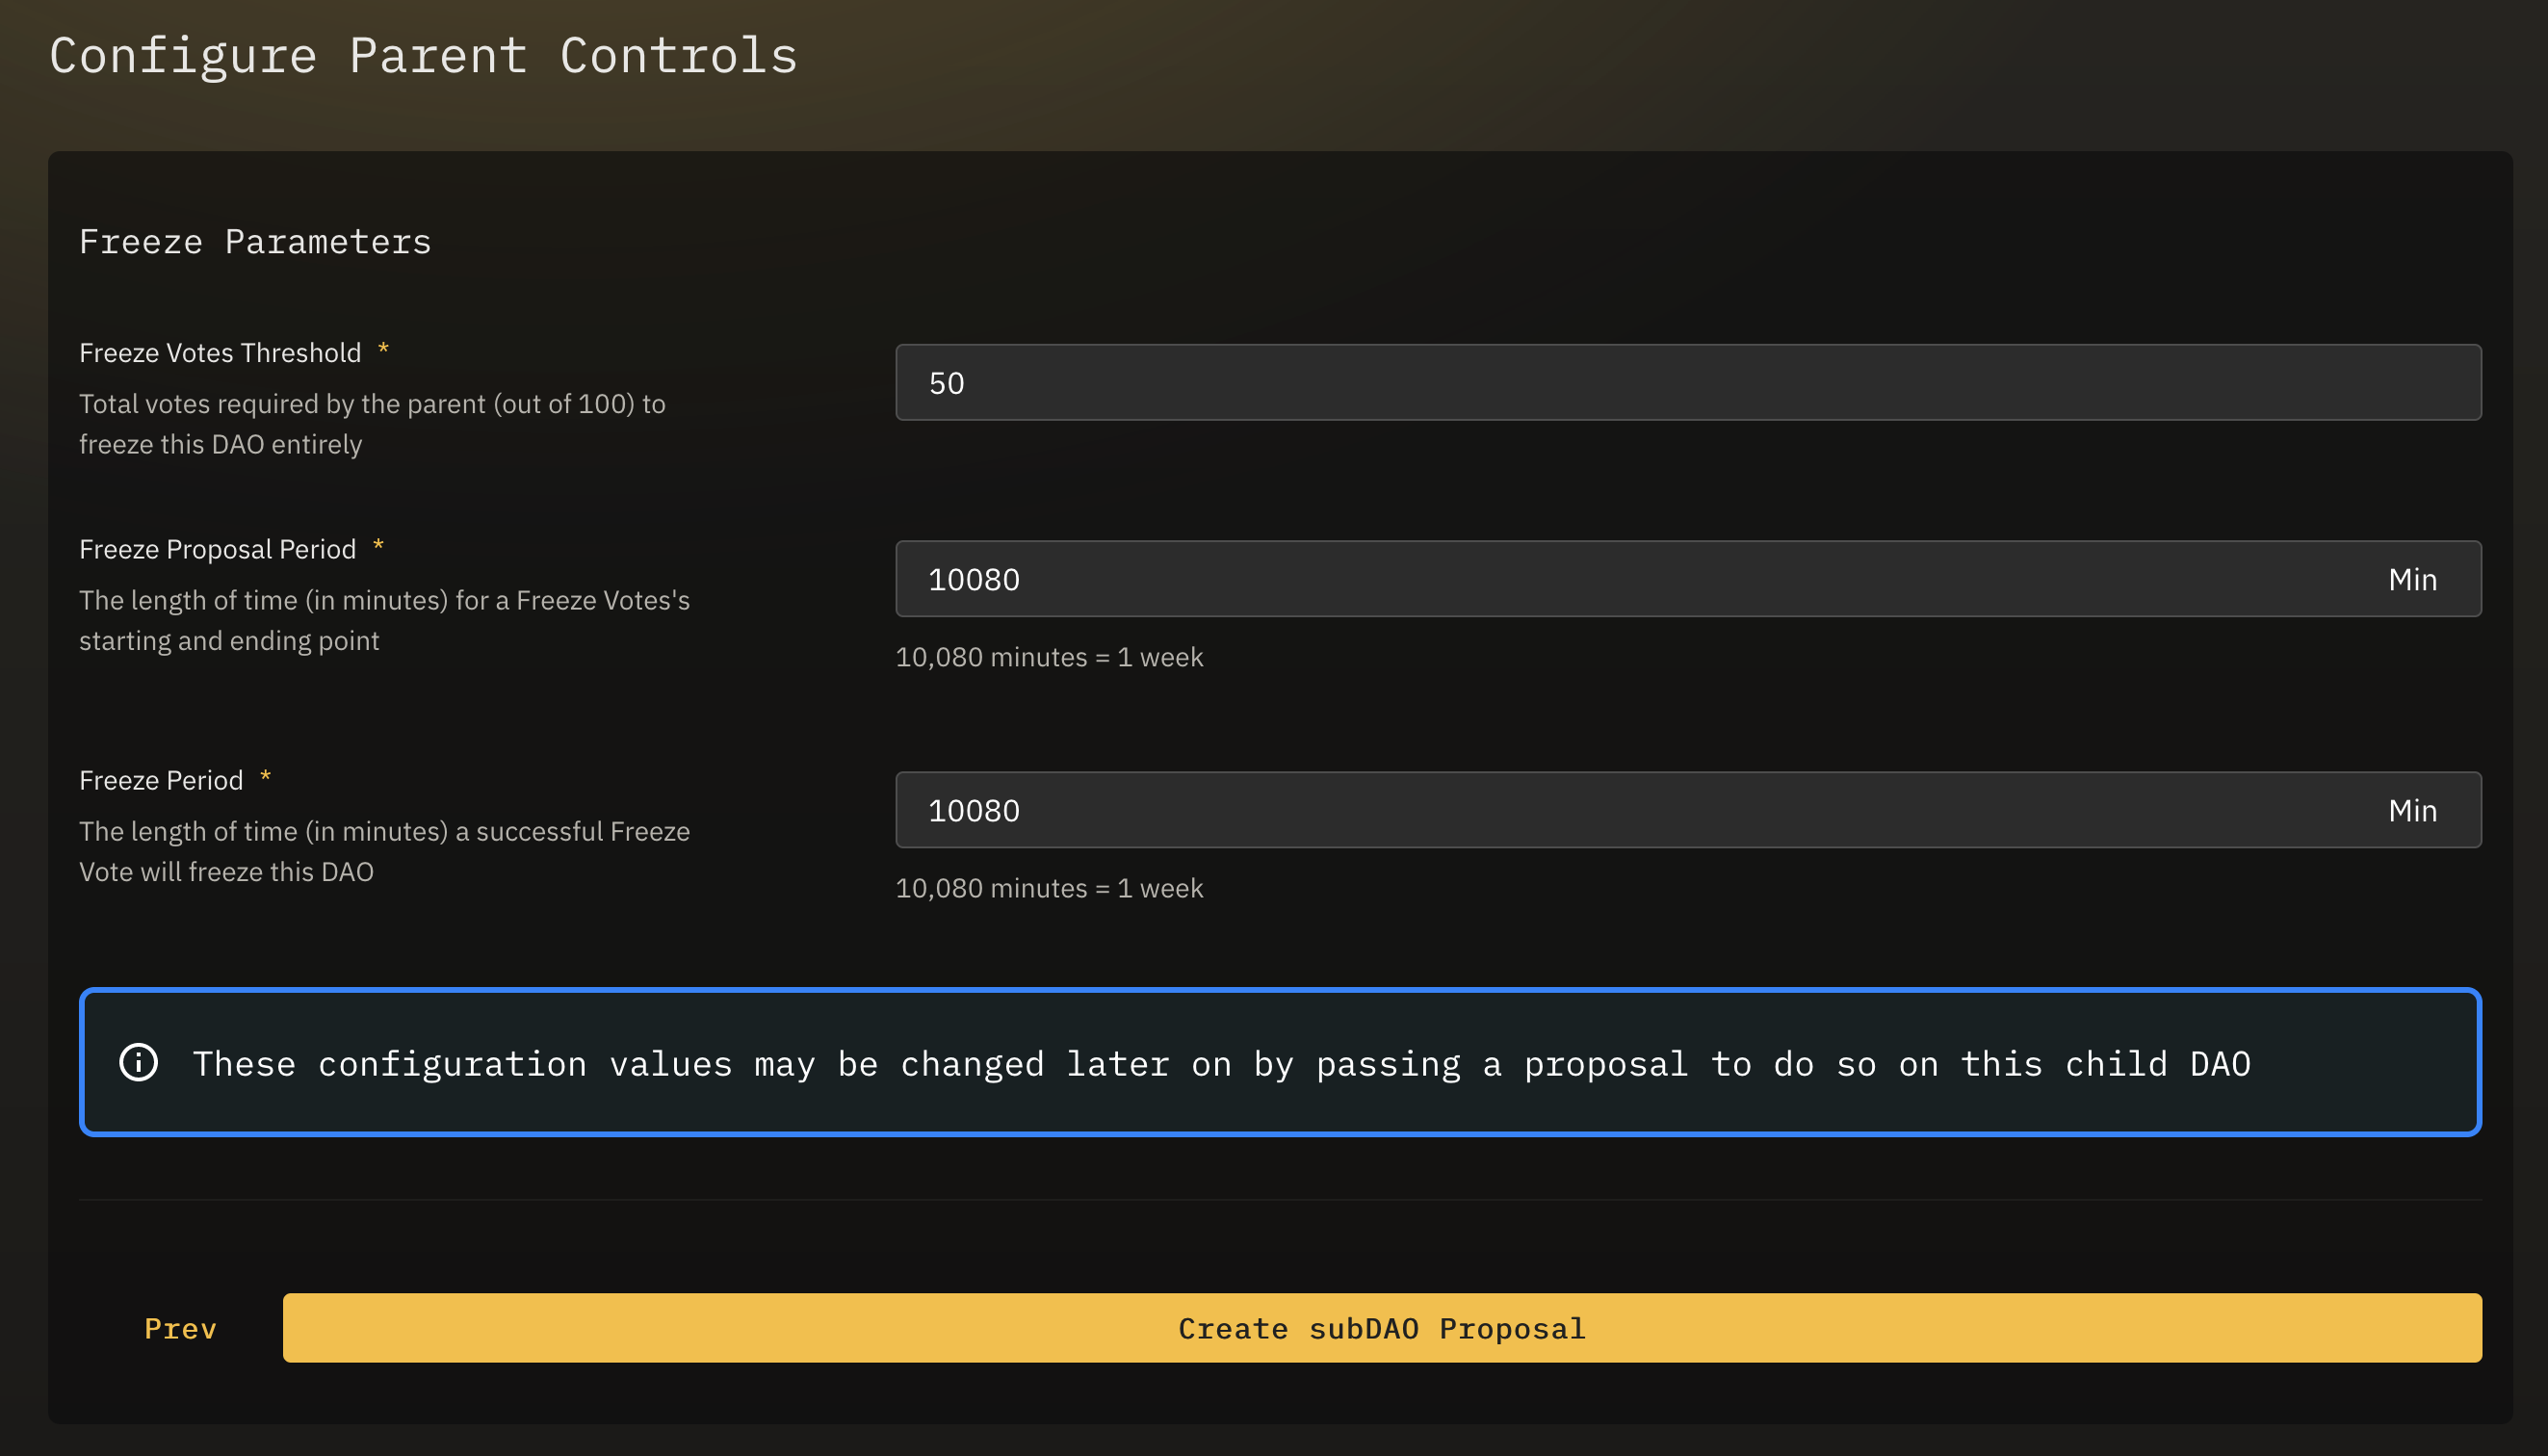 Configure Parent Controls
Freeze Parameters
Freeze Votes Threshold *
Total votes required by the parent (out of 100) to
freeze this DAO entirely
50
Freeze Proposal Period *
The length of time (in minutes) for a Freeze Votes's
starting and ending point
10080 Min
10,080 minutes = 1 week
Freeze Period *
The length of time (in minutes) a successful Freeze
Vote will freeze this DAO
10080 Min
10,080 minutes = 1 week
These configuration values may be changed later on by passing a proposal to do so on this child DAO
Prev
Create subDAO Proposal